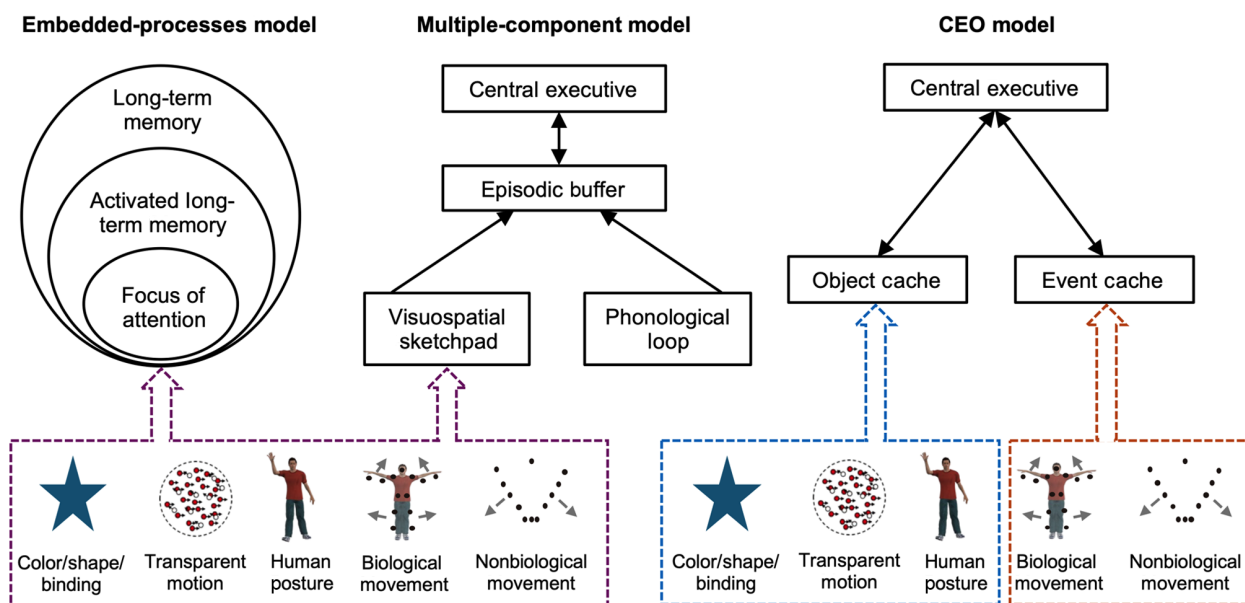 Embedded-processes model
Long-term
memory
Activated long-
term memory
Focus of
attention
Multiple-component model
Central executive
Episodic buffer
Visuospatial
sketchpad
Phonological
loop
CEO model
Central executive
Object cache
Event cache
Color/shape/
binding
Transparent
motion
Human
posture
Biological
movement
Nonbiological
movement
Color/shape/
binding
Transparent
motion
Human
posture
Biological
movement
Nonbiological
movement